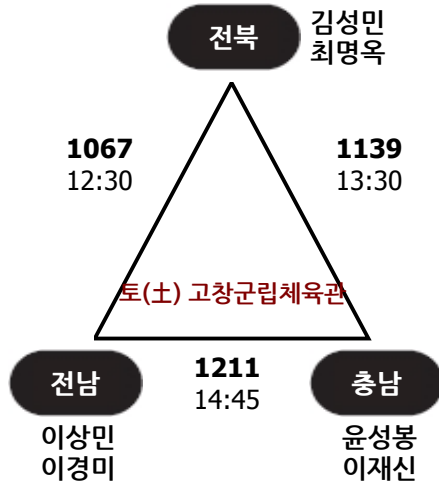 전북
김성민
최명옥
1067
12:30
1139
13:30
토(土) 고창군립체육관
전남
1211
14:45
충남
이상민
이경미
윤성봉
이재신